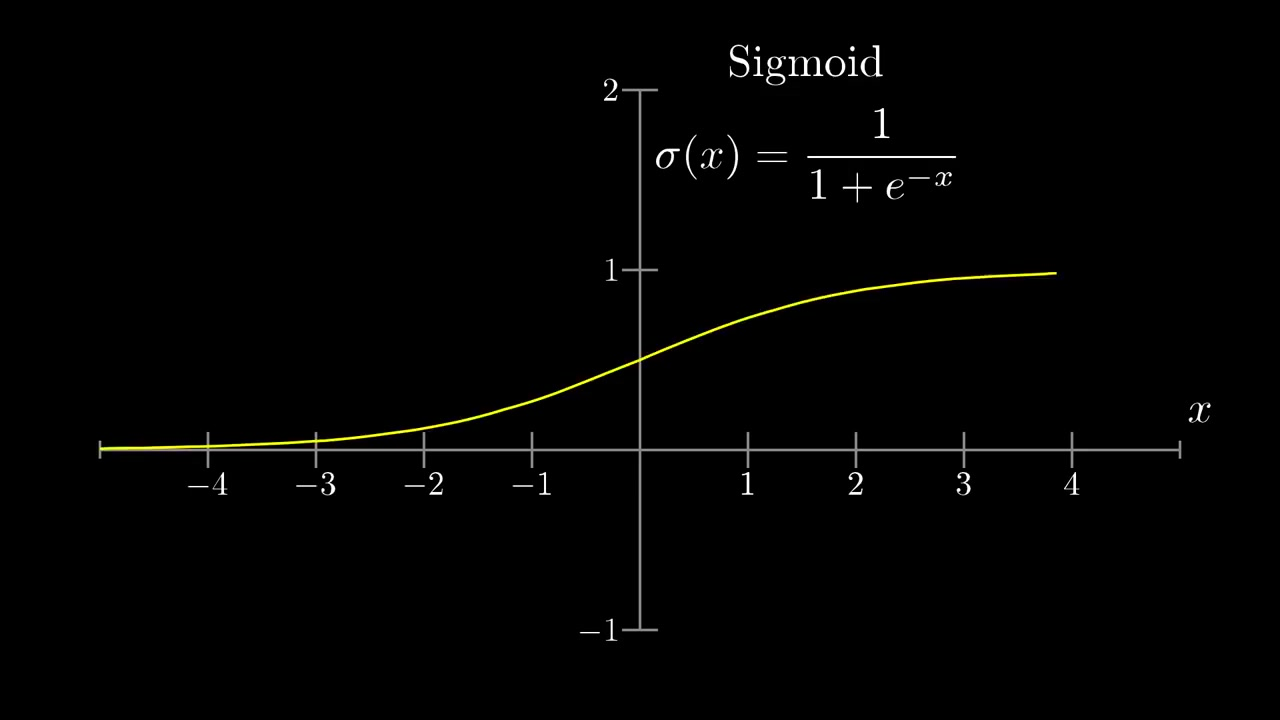 Sigmoid
2
σ(x) = 1 / (1 + e^{-x})
1
x
−4 −3 −2 −1 1 2 3 4
−1